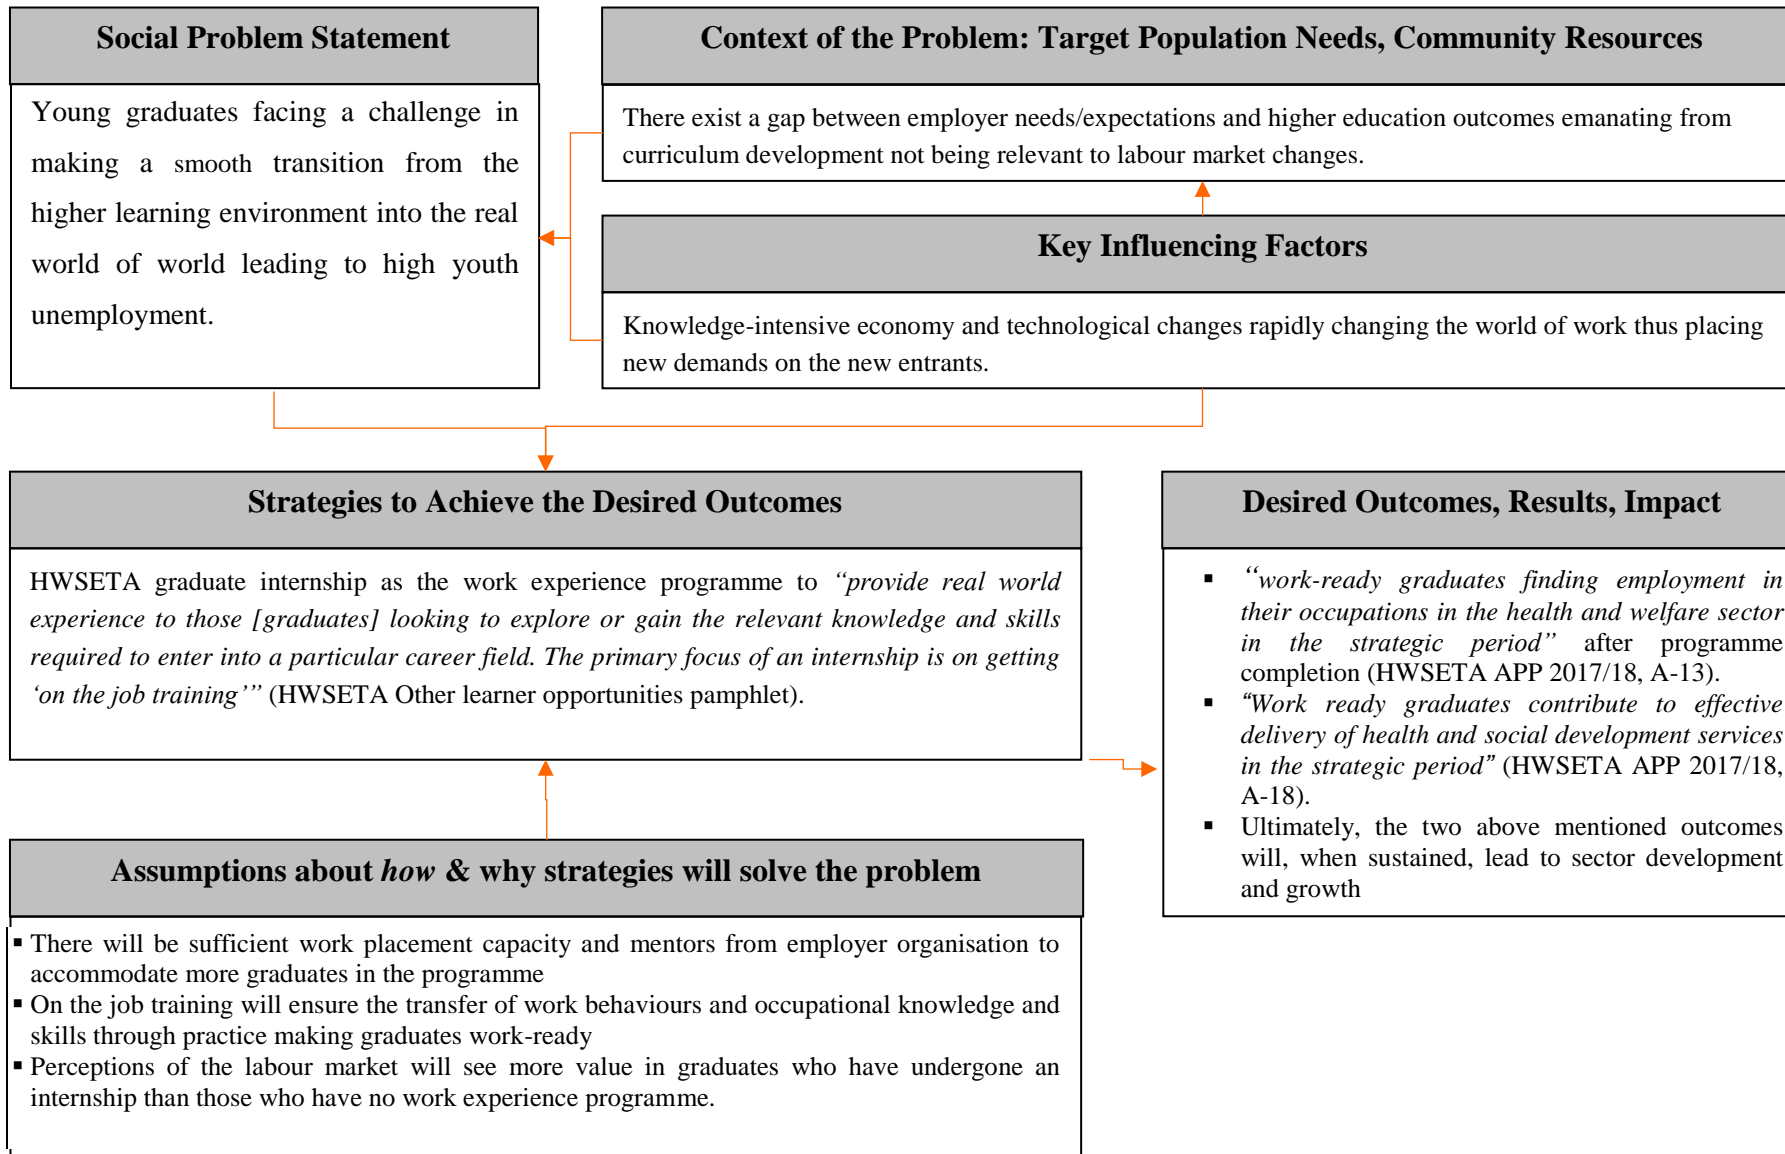 Social Problem Statement
Young graduates facing a challenge in
making a smooth transition from the
higher learning environment into the real
world of world leading to high youth
unemployment.
Context of the Problem: Target Population Needs, Community Resources
There exist a gap between employer needs/expectations and higher education outcomes emanating from
curriculum development not being relevant to labour market changes.
Key Influencing Factors
Knowledge-intensive economy and technological changes rapidly changing the world of work thus placing
new demands on the new entrants.
Strategies to Achieve the Desired Outcomes
HWSETA graduate internship as the work experience programme to “provide real world
experience to those [graduates] looking to explore or gain the relevant knowledge and skills
required to enter into a particular career field. The primary focus of an internship is on getting
‘on the job training’” (HWSETA Other learner opportunities pamphlet).
Desired Outcomes, Results, Impact
▪ “work-ready graduates finding employment in
their occupations in the health and welfare sector
in the strategic period” after programme
completion (HWSETA APP 2017/18, A-13).
▪ “Work ready graduates contribute to effective
delivery of health and social development services
in the strategic period” (HWSETA APP 2017/18,
A-18).
▪ Ultimately, the two above mentioned outcomes
will, when sustained, lead to sector development
and growth
Assumptions about how & why strategies will solve the problem
▪ There will be sufficient work placement capacity and mentors from employer organisation to
accommodate more graduates in the programme
▪ On the job training will ensure the transfer of work behaviours and occupational knowledge and
skills through practice making graduates work-ready
▪ Perceptions of the labour market will see more value in graduates who have undergone an
internship than those who have no work experience programme.